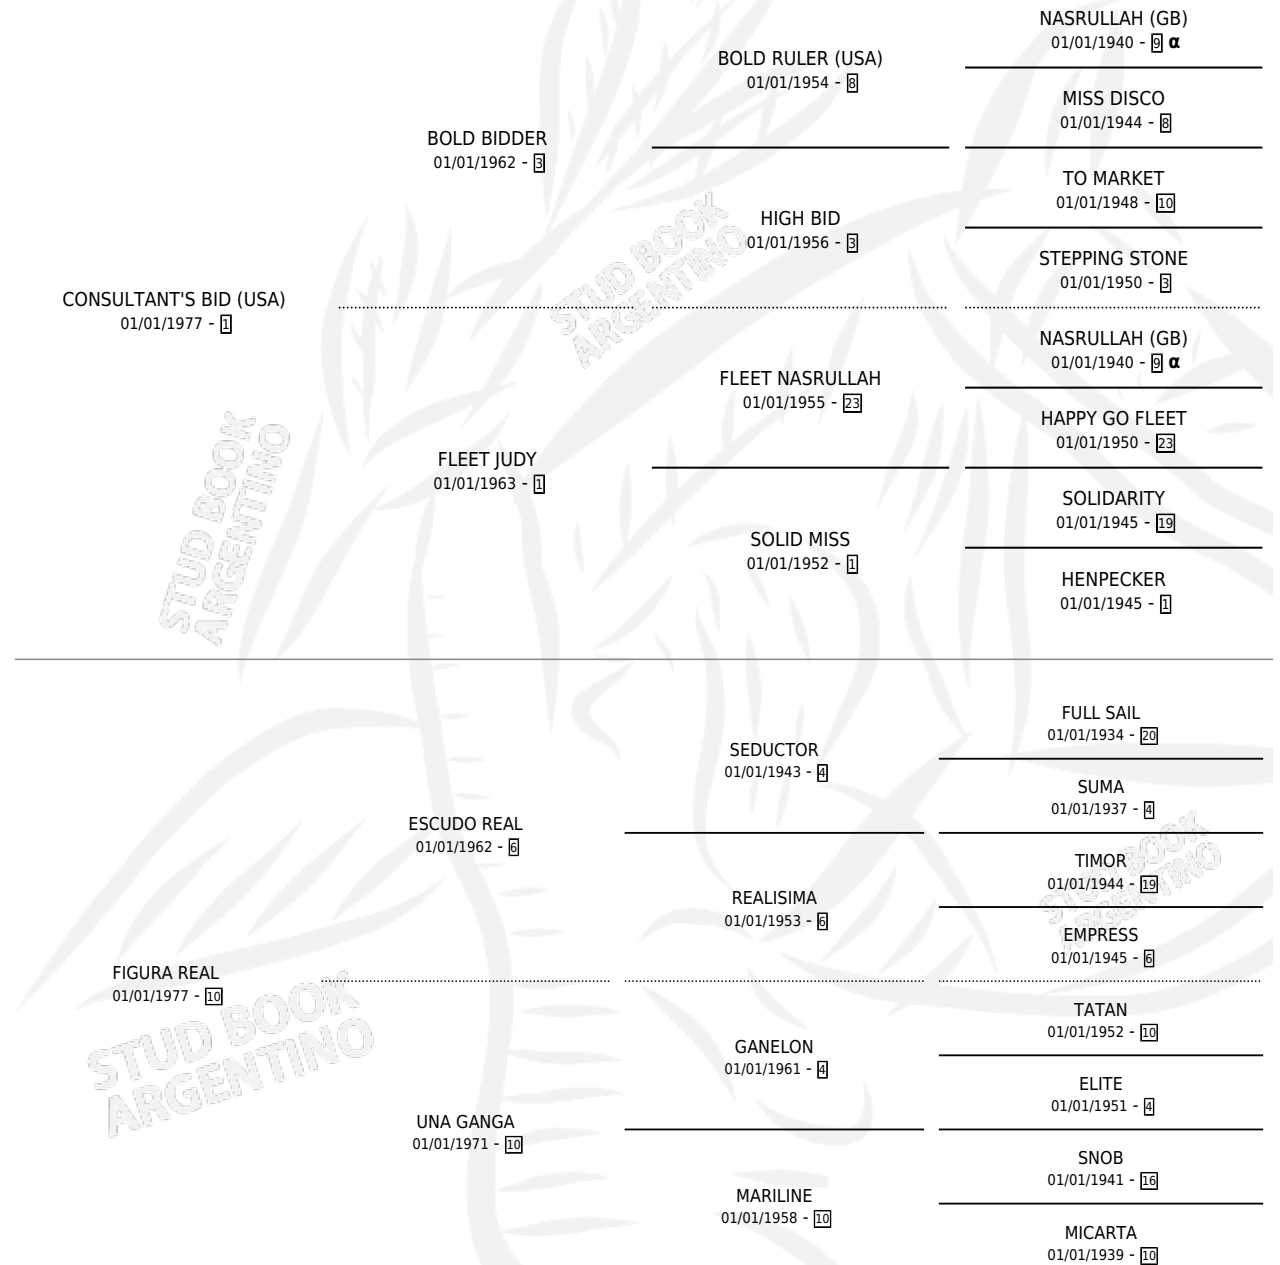 NASRULLAH (GB)
01/01/1940 - 9 α
BOLD RULER (USA)
01/01/1954 - 8
MISS DISCO
01/01/1944 - 8
BOLD BIDDER
01/01/1962 - 3
TO MARKET
01/01/1948 - 10
HIGH BID
01/01/1956 - 3
STEPPING STONE
01/01/1950 - 3
CONSULTANT'S BID (USA)
01/01/1977 - 1
NASRULLAH (GB)
01/01/1940 - 9 α
FLEET NASRULLAH
01/01/1955 - 23
HAPPY GO FLEET
01/01/1950 - 23
FLEET JUDY
01/01/1963 - 1
SOLIDARITY
01/01/1945 - 19
SOLID MISS
01/01/1952 - 1
HENPECKER
01/01/1945 - 1
FULL SAIL
01/01/1934 - 20
SEDUCTOR
01/01/1943 - 4
SUMA
01/01/1937 - 4
ESCUDO REAL
01/01/1962 - 6
TIMOR
01/01/1944 - 19
REALISIMA
01/01/1953 - 6
EMPRESS
01/01/1945 - 6
FIGURA REAL
01/01/1977 - 10
TATAN
01/01/1952 - 10
GANELON
01/01/1961 - 4
ELITE
01/01/1951 - 4
UNA GANGA
01/01/1971 - 10
SNOB
01/01/1941 - 16
MARILINE
01/01/1958 - 10
MICARTA
01/01/1939 - 10
STUD BOOK
ARGENTINO
STUD BOOK
ARGENTINO
STUD BOOK
ARGENTINO
STUD BOOK
ARGENTINO